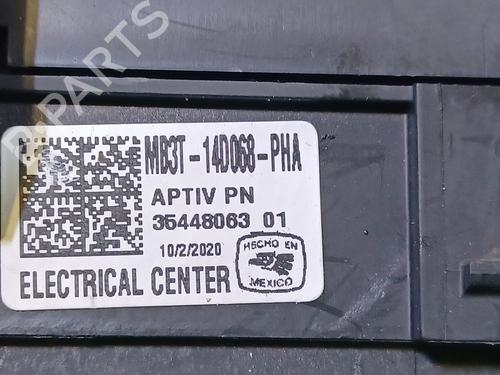 MB3T-14D068-PHA
APTIV PN
35448063 01
10/2/2020
HECHO EN
MEXICO
ELECTRICAL CENTER
B-PARTS